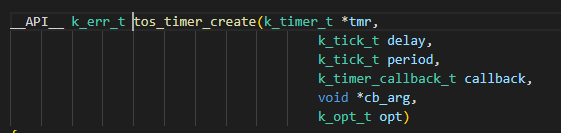 __API__ k_err_t tos_timer_create(k_timer_t *tmr,
k_tick_t delay,
k_tick_t period,
k_timer_callback_t callback,
void *cb_arg,
k_opt_t opt)